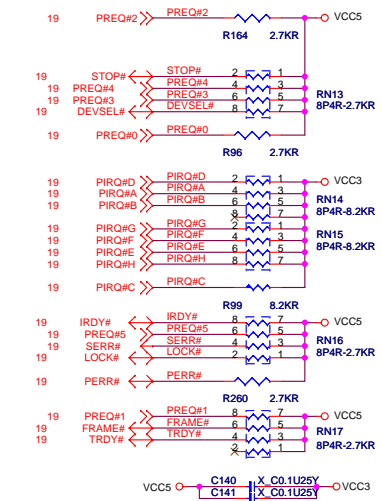 19 PREQ#2 PREQ#2 VCC5
R164 2.7KR
19 STOP# STOP# 2 1
19 PREQ#4 PREQ#4 4 3 RN13
19 PREQ#3 PREQ#3 6 5 8P4R-2.7KR
19 DEVSEL# DEVSEL# 8 7
19 PREQ#0 PREQ#0
R96 2.7KR
19 PIRQ#D PIRQ#D 2 1 VCC3
19 PIRQ#A PIRQ#A 4 3 RN14
19 PIRQ#B PIRQ#B 6 5 8P4R-8.2KR
8 7
19 PIRQ#G PIRQ#G 2 1 RN15
19 PIRQ#F PIRQ#F 4 3 8P4R-8.2KR
19 PIRQ#E PIRQ#E 6 5
19 PIRQ#H PIRQ#H 8 7
19 PIRQ#C PIRQ#C
R99 8.2KR
19 IRDY# IRDY# 8 7 VCC5
19 PREQ#5 PREQ#5 6 5 RN16
19 SERR# SERR# 4 3 8P4R-2.7KR
19 LOCK# LOCK# 2 1
19 PERR# PERR#
R260 2.7KR
19 PREQ#1 PREQ#1 8 7 VCC5
19 FRAME# FRAME# 6 5 RN17
19 TRDY# TRDY# 4 3 8P4R-2.7KR
2 1
VCC5 C140 X_C0.1U25Y VCC3
C141 X_C0.1U25Y